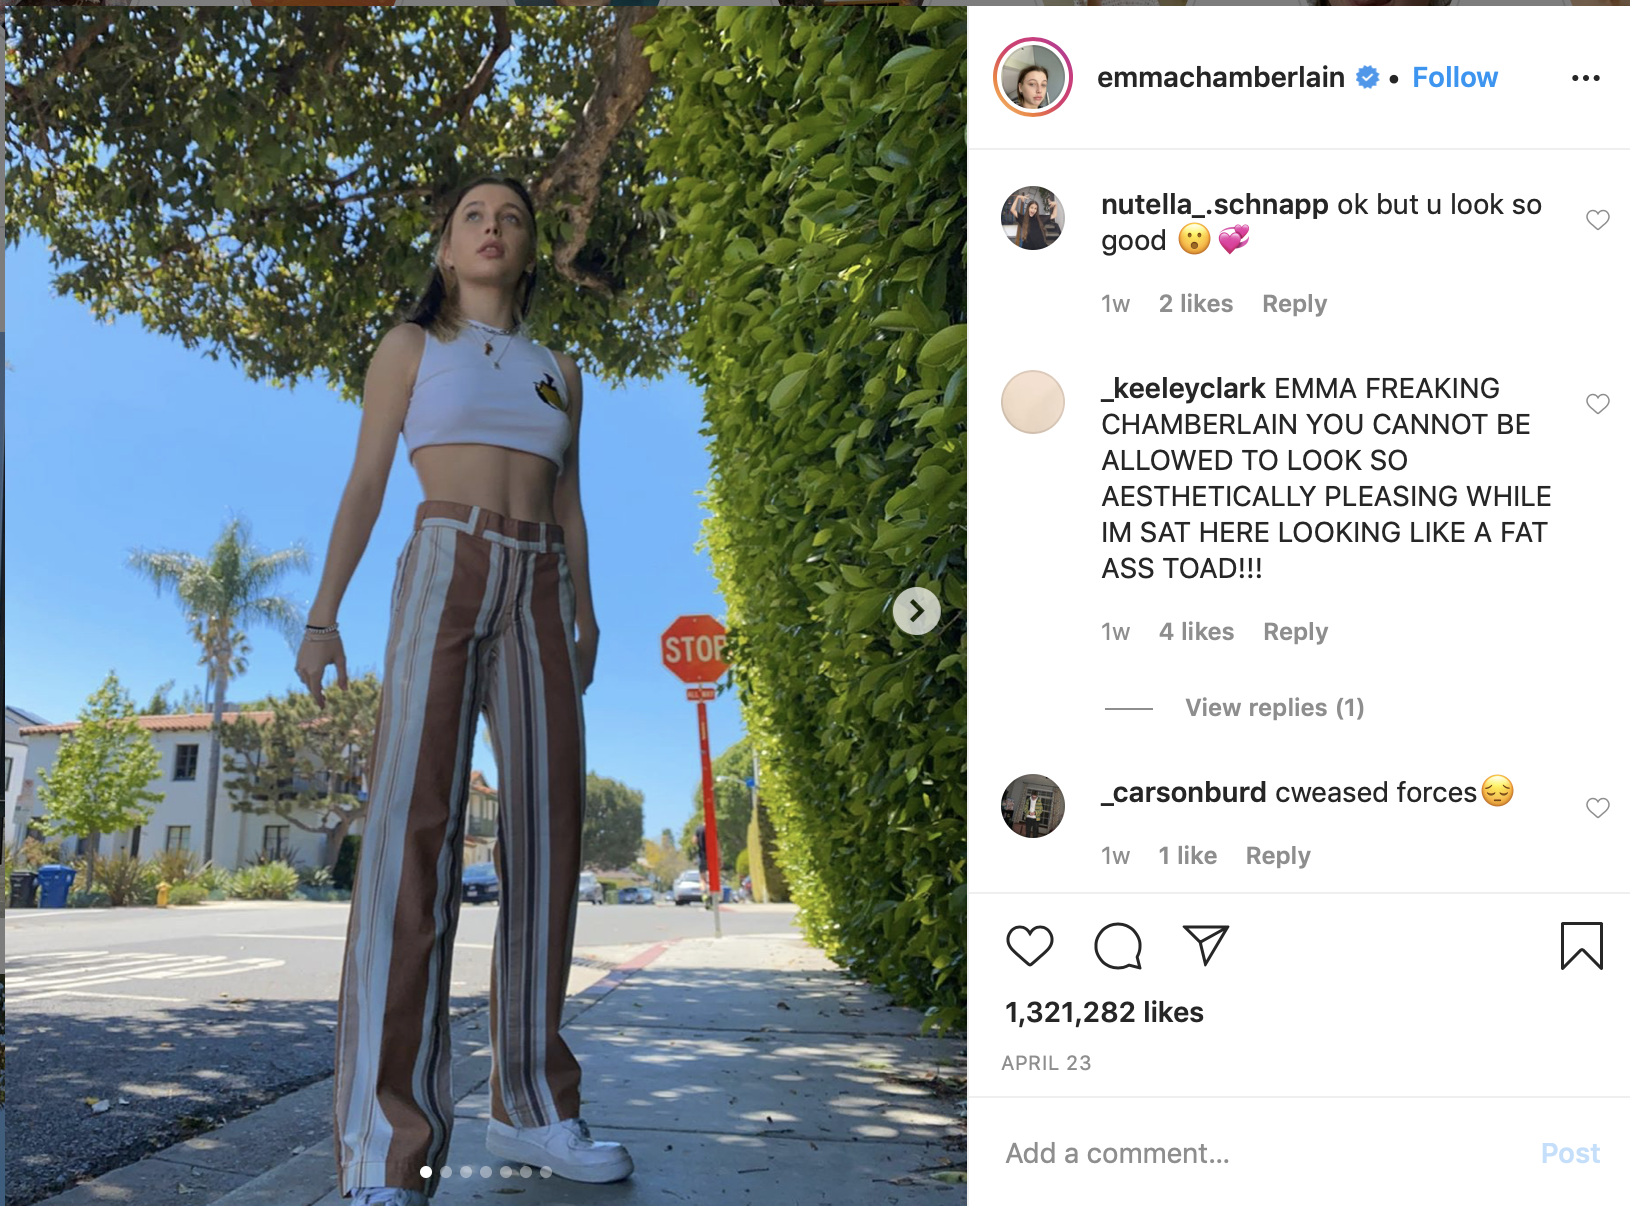 emmachamberlain • Follow
nutella_.schnapp ok but u look so
good 😮💞
1w 2 likes Reply
_keeleyclark EMMA FREAKING
CHAMBERLAIN YOU CANNOT BE
ALLOWED TO LOOK SO
AESTHETICALLY PLEASING WHILE
IM SAT HERE LOOKING LIKE A FAT
ASS TOAD!!!
1w 4 likes Reply
View replies (1)
_carsonburd cweased forces😔
1w 1 like Reply
1,321,282 likes
APRIL 23
Add a comment... Post
STOP
ALL WAY